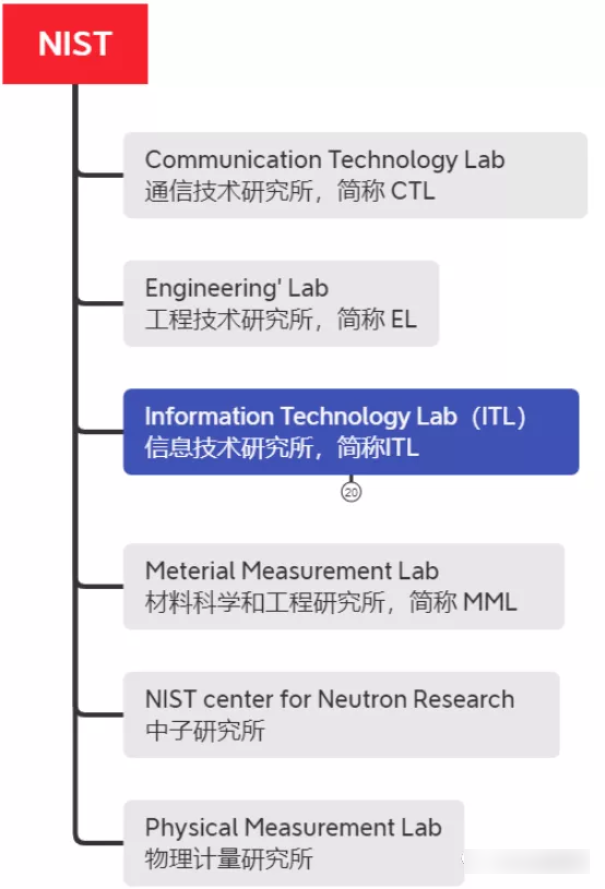 NIST
Communication Technology Lab
通信技术研究所，简称 CTL
Engineering' Lab
工程技术研究所，简称 EL
Information Technology Lab（ITL）
信息技术研究所，简称ITL
20
Meterial Measurement Lab
材料科学和工程研究所，简称 MML
NIST center for Neutron Research
中子研究所
Physical Measurement Lab
物理计量研究所